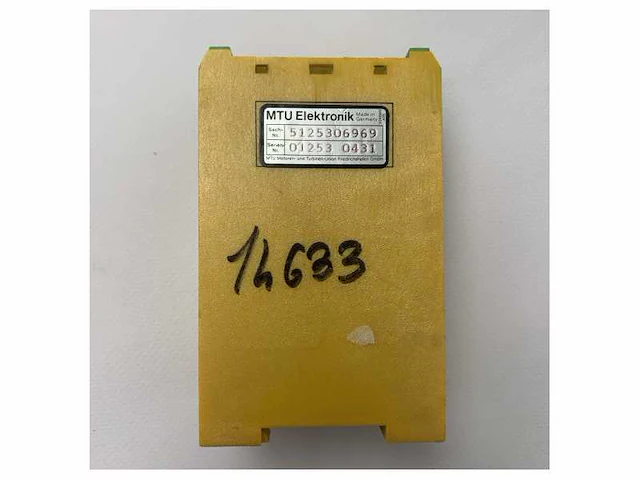 MTU Elektronik Made in Germany
Sach-Nr. 5125306969
Serien-Nr. 01253 0431
MTU Motoren- und Turbinen-Union Friedrichshafen GmbH
14633